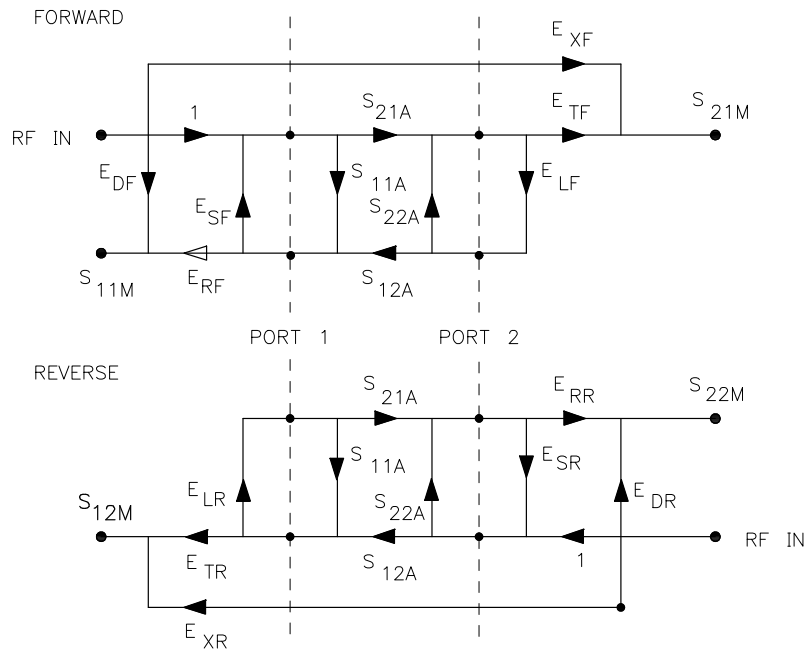 FORWARD
E XF
1
S 21A
E TF
S 21M
RF IN
E DF
S 11A
E LF
E SF
S 22A
S 11M
E RF
S 12A
PORT 1
PORT 2
REVERSE
S 21A
E RR
S 22M
S 11A
E SR
E LR
S 22A
E DR
S 12M
E TR
S 12A
1
RF IN
E XR